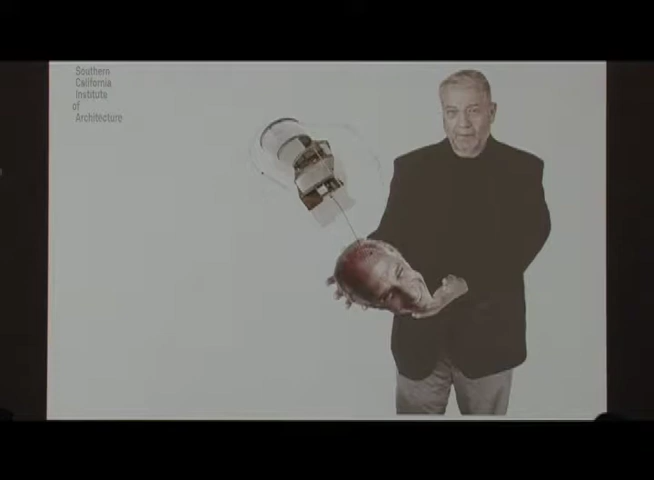 Southern
California
Institute
of
Architecture